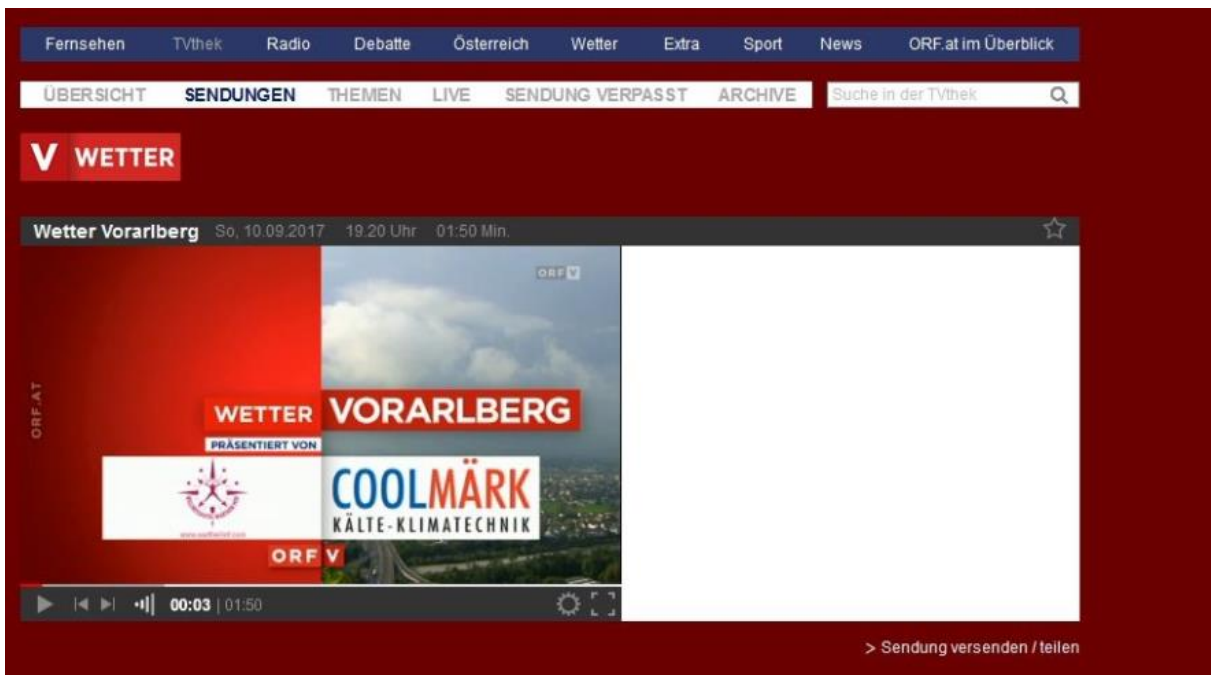 Fernsehen TVthek Radio Debatte Österreich Wetter Extra Sport News ORF.at im Überblick
ÜBERSICHT SENDUNGEN THEMEN LIVE SENDUNG VERPASST ARCHIVE Suche in der TVthek
V WETTER
Wetter Vorarlberg So, 10.09.2017 19.20 Uhr 01:50 Min.
ORF V
ORF.AT
WETTER VORARLBERG
PRÄSENTIERT VON
COOLMÄRK
KÄLTE-KLIMATECHNIK
ORF V
00:03 | 01:50
> Sendung versenden / teilen